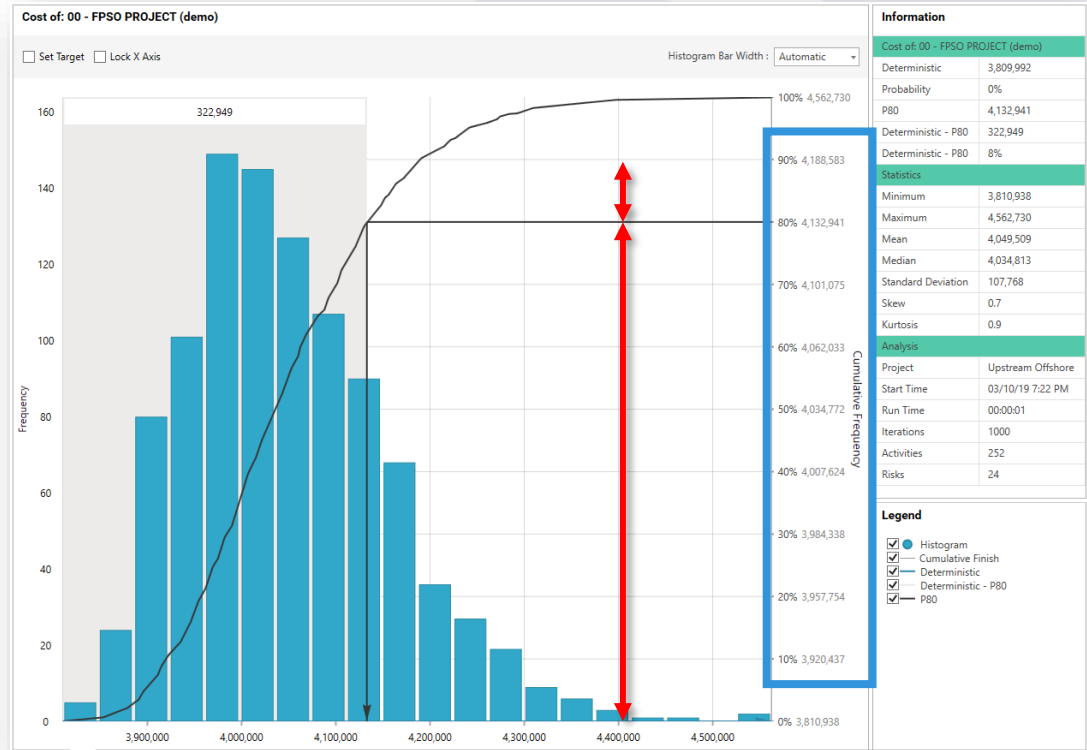 Cost of: 00 - FPSO PROJECT (demo)
Set Target Lock X Axis
Histogram Bar Width : Automatic
322,949
Frequency
160
140
120
100
80
60
40
20
0
3,900,000 4,000,000 4,100,000 4,200,000 4,300,000 4,400,000 4,500,000
100% 4,562,730
90% 4,188,583
80% 4,132,941
70% 4,101,075
60% 4,062,033
50% 4,034,772
40% 4,007,624
30% 3,984,338
20% 3,957,754
10% 3,920,437
0% 3,810,938
Cumulative Frequency
Information
Cost of: 00 - FPSO PROJECT (demo)
Deterministic 3,809,992
Probability 0%
P80 4,132,941
Deterministic - P80 322,949
Deterministic - P80 8%
Statistics
Minimum 3,810,938
Maximum 4,562,730
Mean 4,049,509
Median 4,034,813
Standard Deviation 107,768
Skew 0.7
Kurtosis 0.9
Analysis
Project Upstream Offshore
Start Time 03/10/19 7:22 PM
Run Time 00:00:01
Iterations 1000
Activities 252
Risks 24
Legend
Histogram
Cumulative Finish
Deterministic
Deterministic - P80
P80